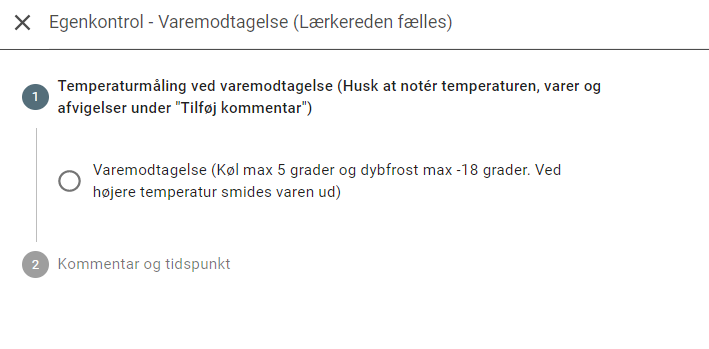 Egenkontrol - Varemodtagelse (Lærkereden fælles)
1
Temperaturmåling ved varemodtagelse (Husk at notér temperaturen, varer og
afvigelser under "Tilføj kommentar")
Varemodtagelse (Køl max 5 grader og dybfrost max -18 grader. Ved
højere temperatur smides varen ud)
2
Kommentar og tidspunkt